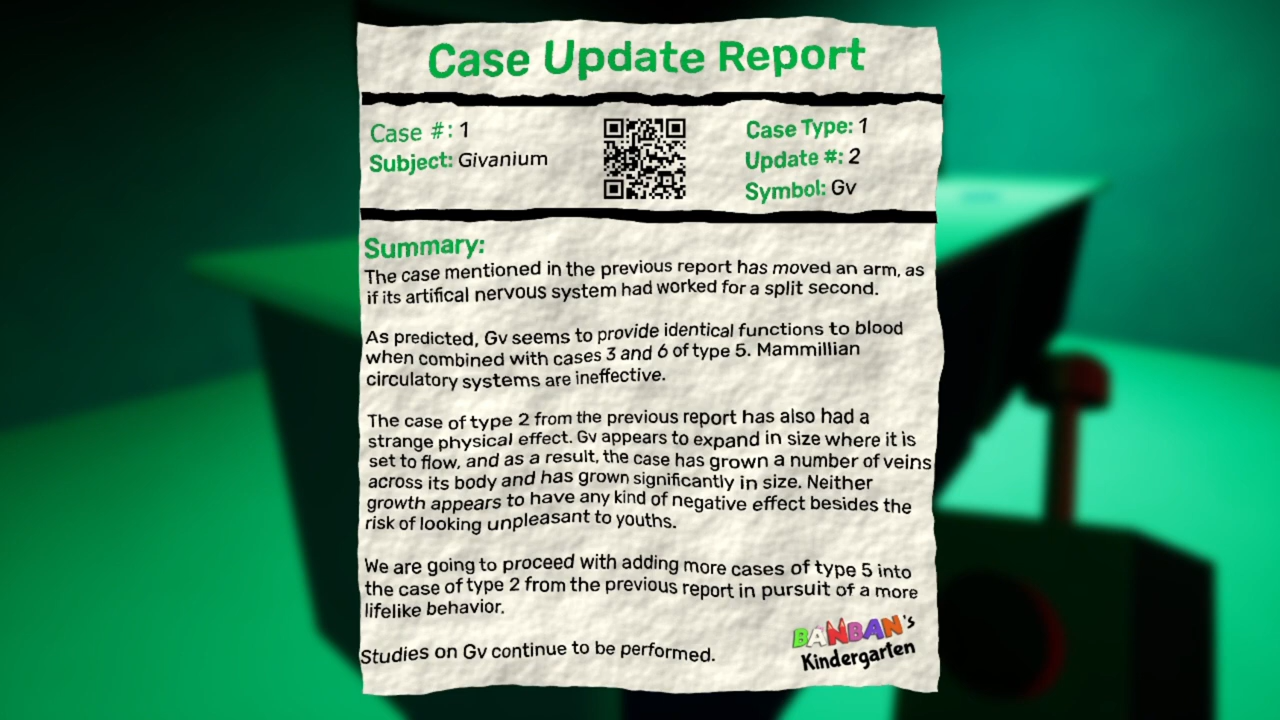 Case Update Report
Case #: 1
Subject: Givanium
Case Type: 1
Update #: 2
Symbol: Gv
Summary:
The case mentioned in the previous report has moved an arm, as
if its artifical nervous system had worked for a split second.
As predicted, Gv seems to provide identical functions to blood
when combined with cases 3 and 6 of type 5. Mammillian
circulatory systems are ineffective.
The case of type 2 from the previous report has also had a
strange physical effect. Gv appears to expand in size where it is
set to flow, and as a result, the case has grown a number of veins
across its body and has grown significantly in size. Neither
growth appears to have any kind of negative effect besides the
risk of looking unpleasant to youths.
We are going to proceed with adding more cases of type 5 into
the case of type 2 from the previous report in pursuit of a more
lifelike behavior.
Studies on Gv continue to be performed.
BANBAN's
Kindergarten